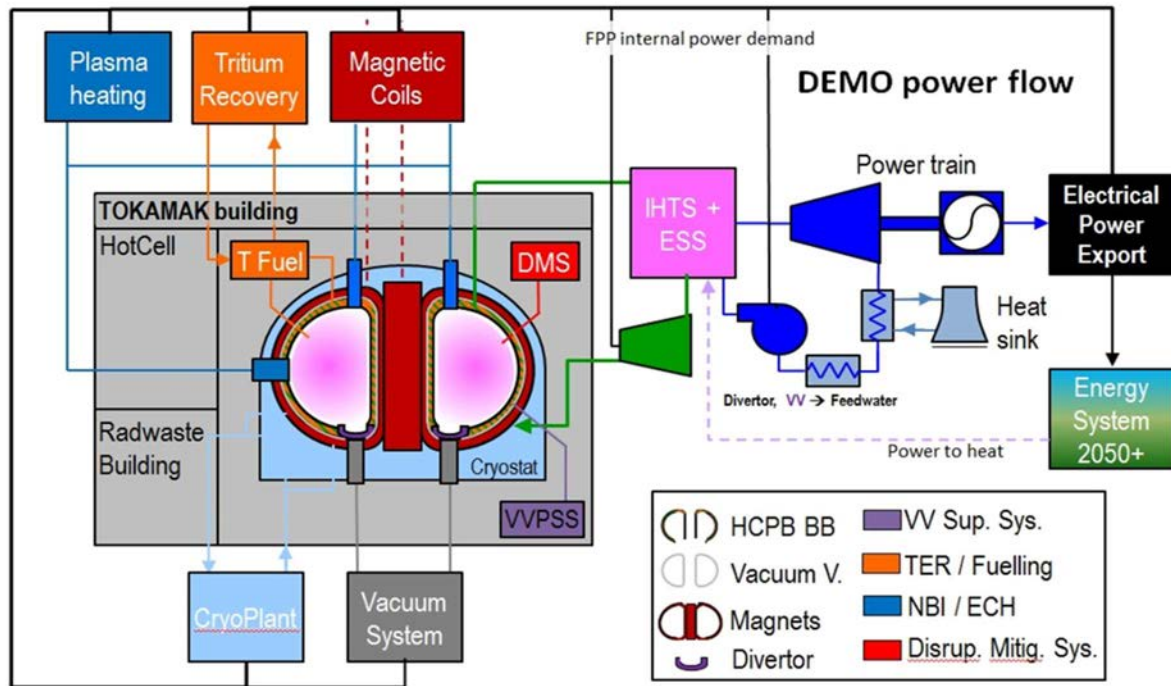 FPP internal power demand
DEMO power flow
Plasma
heating
Tritium
Recovery
Magnetic
Coils
TOKAMAK building
HotCell
T Fuel
DMS
IHTS +
ESS
Power train
Electrical
Power
Export
Heat
sink
Divertor, VV → Feedwater
Radwaste
Building
Cryostat
VVPSS
Power to heat
Energy
System
2050+
CryoPlant
Vacuum
System
HCPB BB
Vacuum V.
Magnets
Divertor
VV Sup. Sys.
TER / Fuelling
NBI / ECH
Disrup. Mitig. Sys.